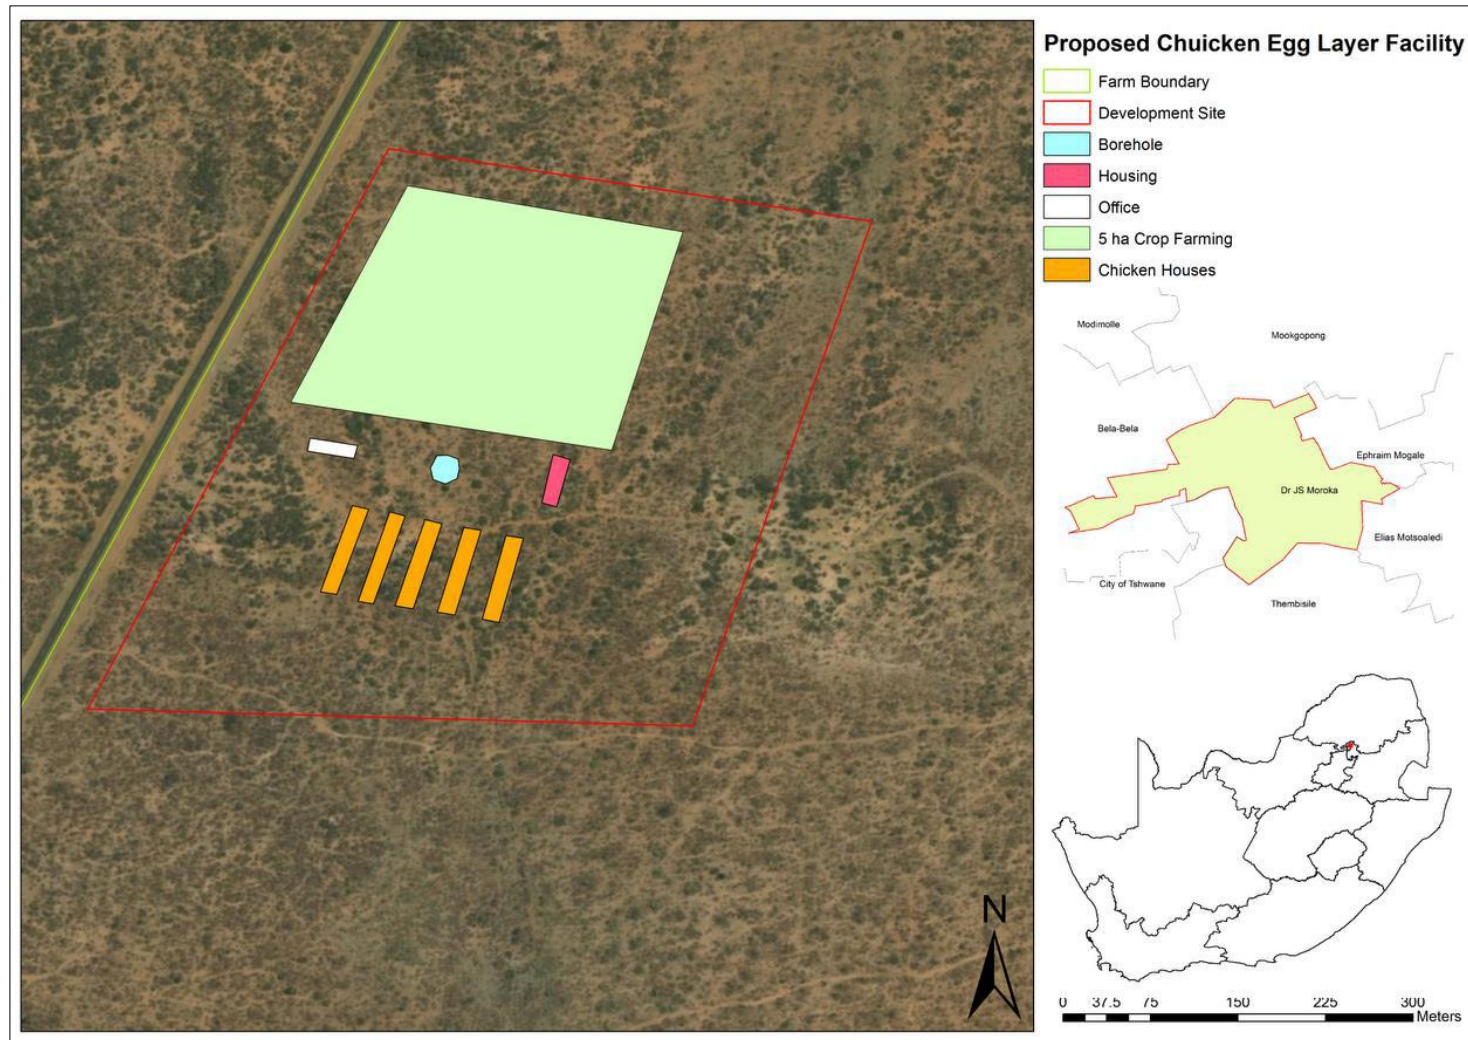 Proposed Chuicken Egg Layer Facility
Farm Boundary
Development Site
Borehole
Housing
Office
5 ha Crop Farming
Chicken Houses
Modimolle
Mookgopong
Bela-Bela
Ephraim Mogale
Dr JS Moroka
Elias Motsoaledi
City of Tshwane
Thembisile
N
0 37.5 75 150 225 300
Meters